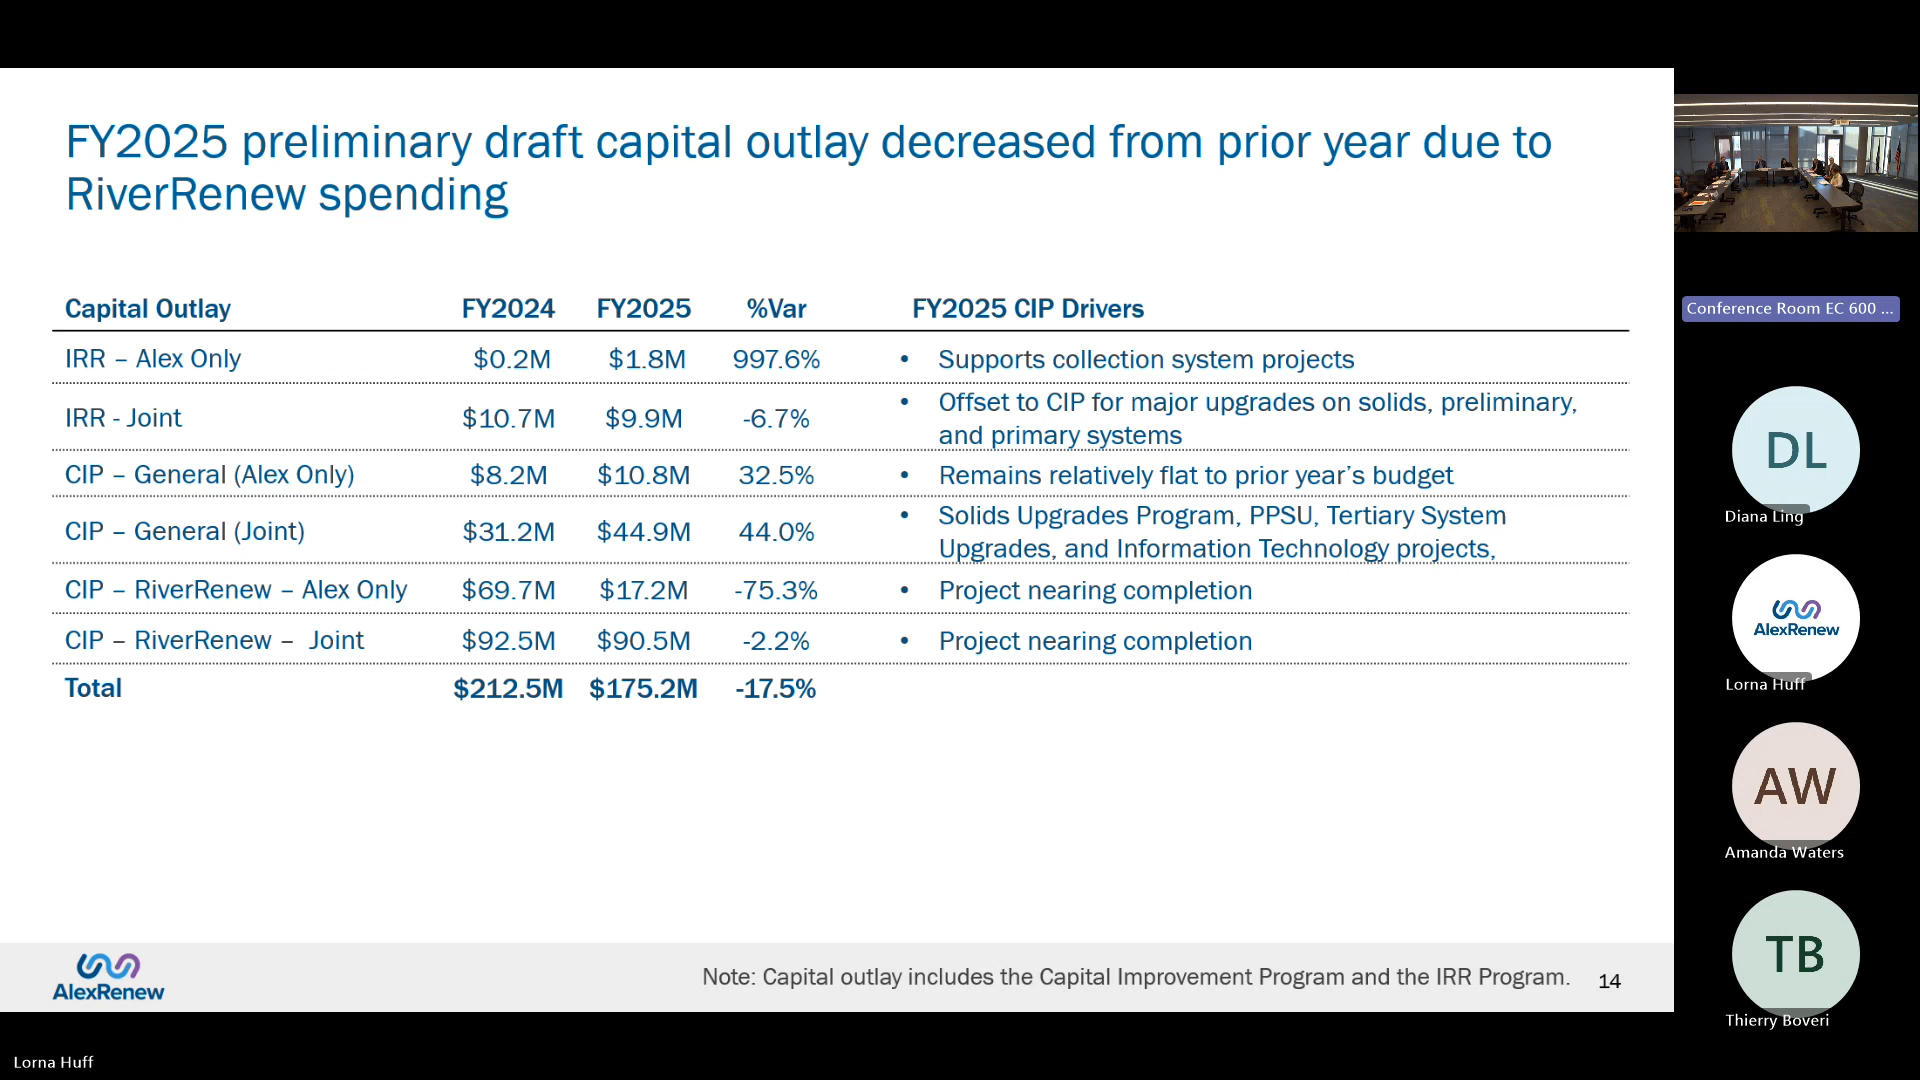 FY2025 preliminary draft capital outlay decreased from prior year due to
RiverRenew spending
Capital Outlay FY2024 FY2025 %Var FY2025 CIP Drivers
IRR – Alex Only $0.2M $1.8M 997.6% • Supports collection system projects
IRR - Joint $10.7M $9.9M -6.7% • Offset to CIP for major upgrades on solids, preliminary,
and primary systems
CIP – General (Alex Only) $8.2M $10.8M 32.5% • Remains relatively flat to prior year’s budget
CIP – General (Joint) $31.2M $44.9M 44.0% • Solids Upgrades Program, PPSU, Tertiary System
Upgrades, and Information Technology projects,
CIP – RiverRenew – Alex Only $69.7M $17.2M -75.3% • Project nearing completion
CIP – RiverRenew – Joint $92.5M $90.5M -2.2% • Project nearing completion
Total $212.5M $175.2M -17.5%
AlexRenew
Note: Capital outlay includes the Capital Improvement Program and the IRR Program. 14
Conference Room EC 600 ...
DL
Diana Ling
AlexRenew
Lorna Huff
AW
Amanda Waters
TB
Thierry Boveri
Lorna Huff